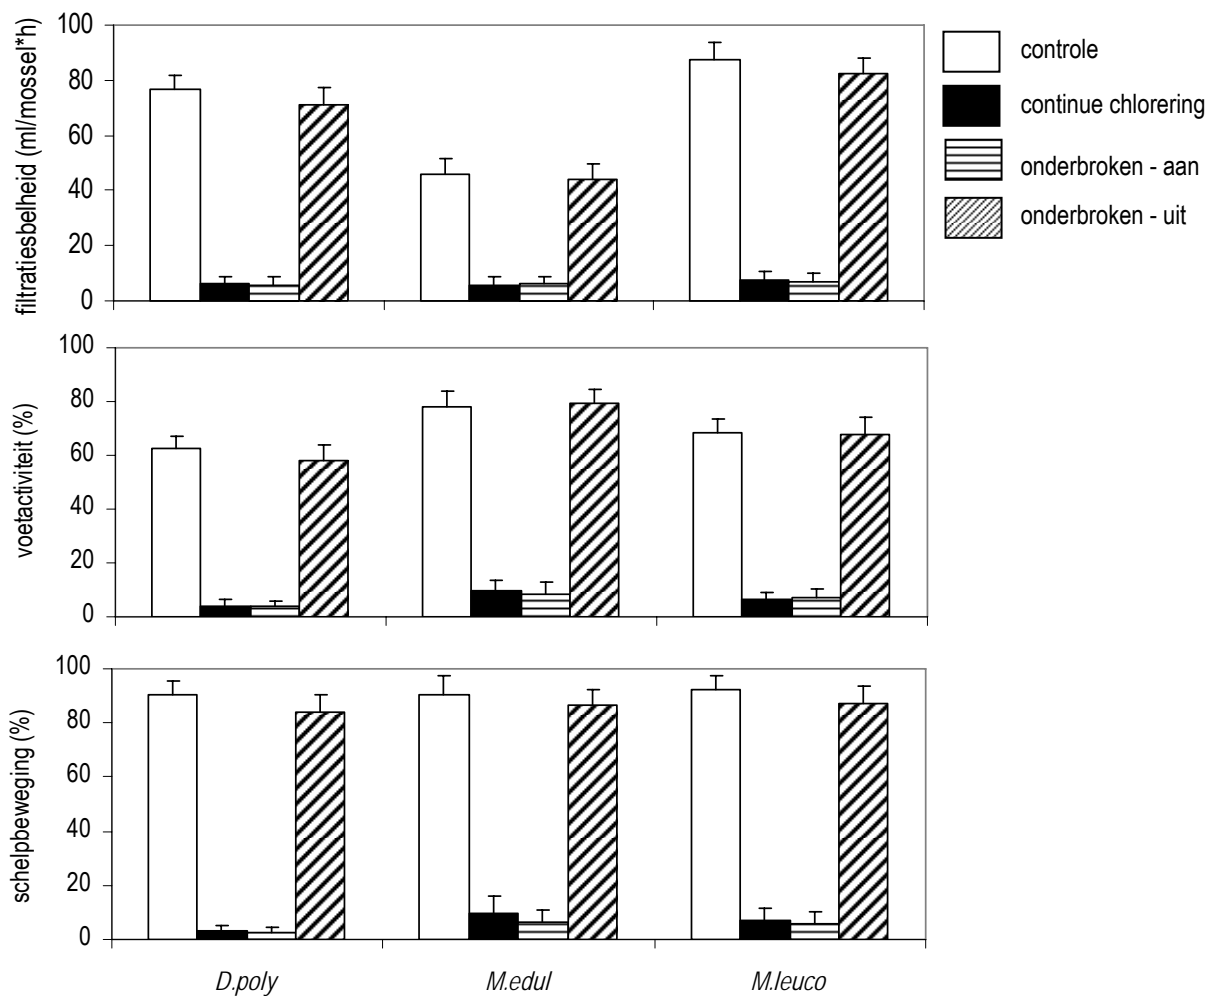 filtratiesbelheid (ml/mossel*h)
100
80
60
40
20
0
controle
continue chlorering
onderbroken - aan
onderbroken - uit
voetactiviteit (%)
100
80
60
40
20
0
schelpbeweging (%)
100
80
60
40
20
0
D.poly
M.edul
M.leuco